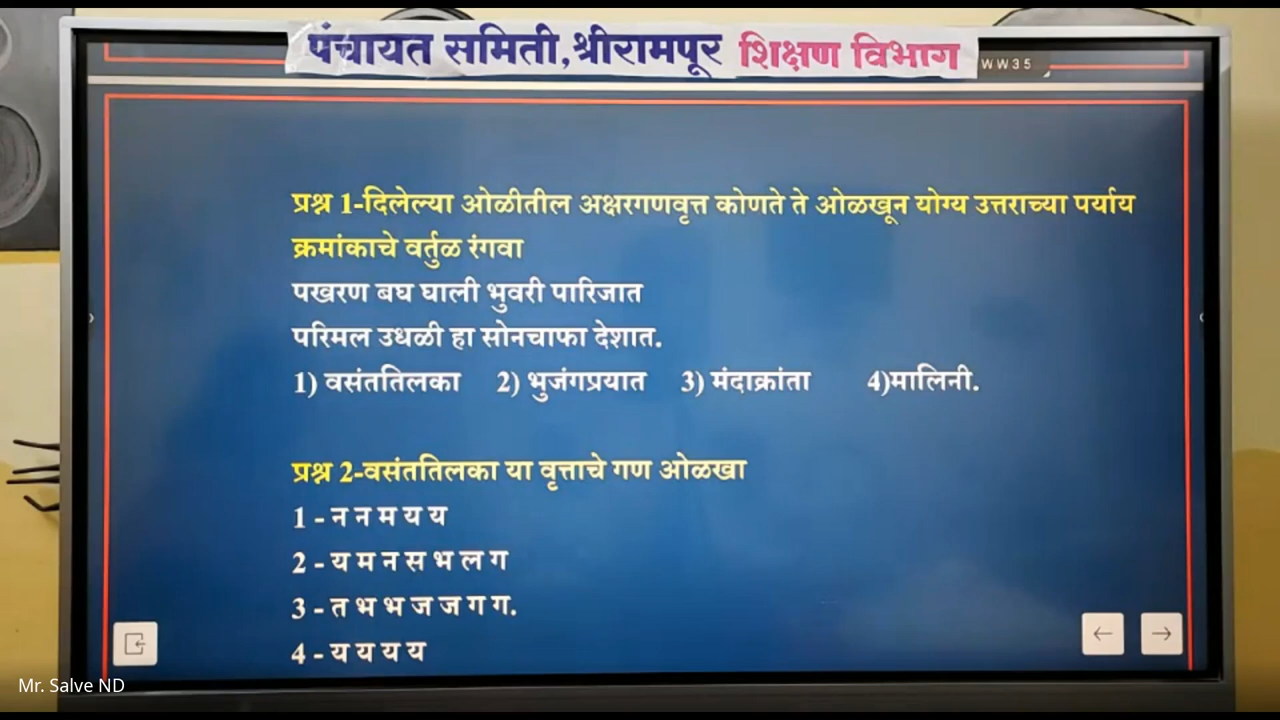 पंचायत समिती,श्रीरामपूर शिक्षण विभाग
WW35
प्रश्न 1-दिलेल्या ओळीतील अक्षरगणवृत्त कोणते ते ओळखून योग्य उत्तराच्या पर्याय
क्रमांकाचे वर्तुळ रंगवा
पखरण बघ घाली भुवरी पारिजात
परिमल उधळी हा सोनचाफा देशात.
1) वसंततिलका 2) भुजंगप्रयात 3) मंदाक्रांता 4)मालिनी.
प्रश्न 2-वसंततिलका या वृत्ताचे गण ओळखा
1 - न न म य य
2 - य म न स भ ल ग
3 - त भ भ ज ज ग ग.
4 - य य य य
Mr. Salve ND